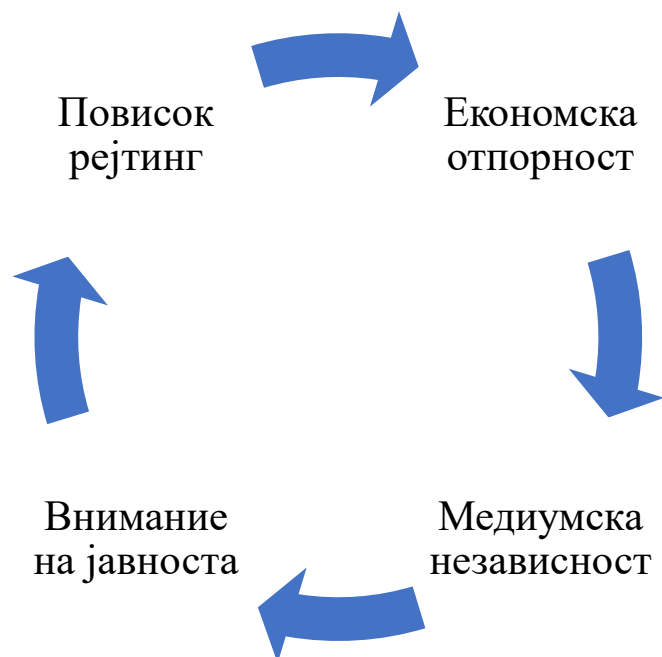 Повисок
рејтинг
Економска
отпорност
Медиумска
независност
Внимание
на јавноста